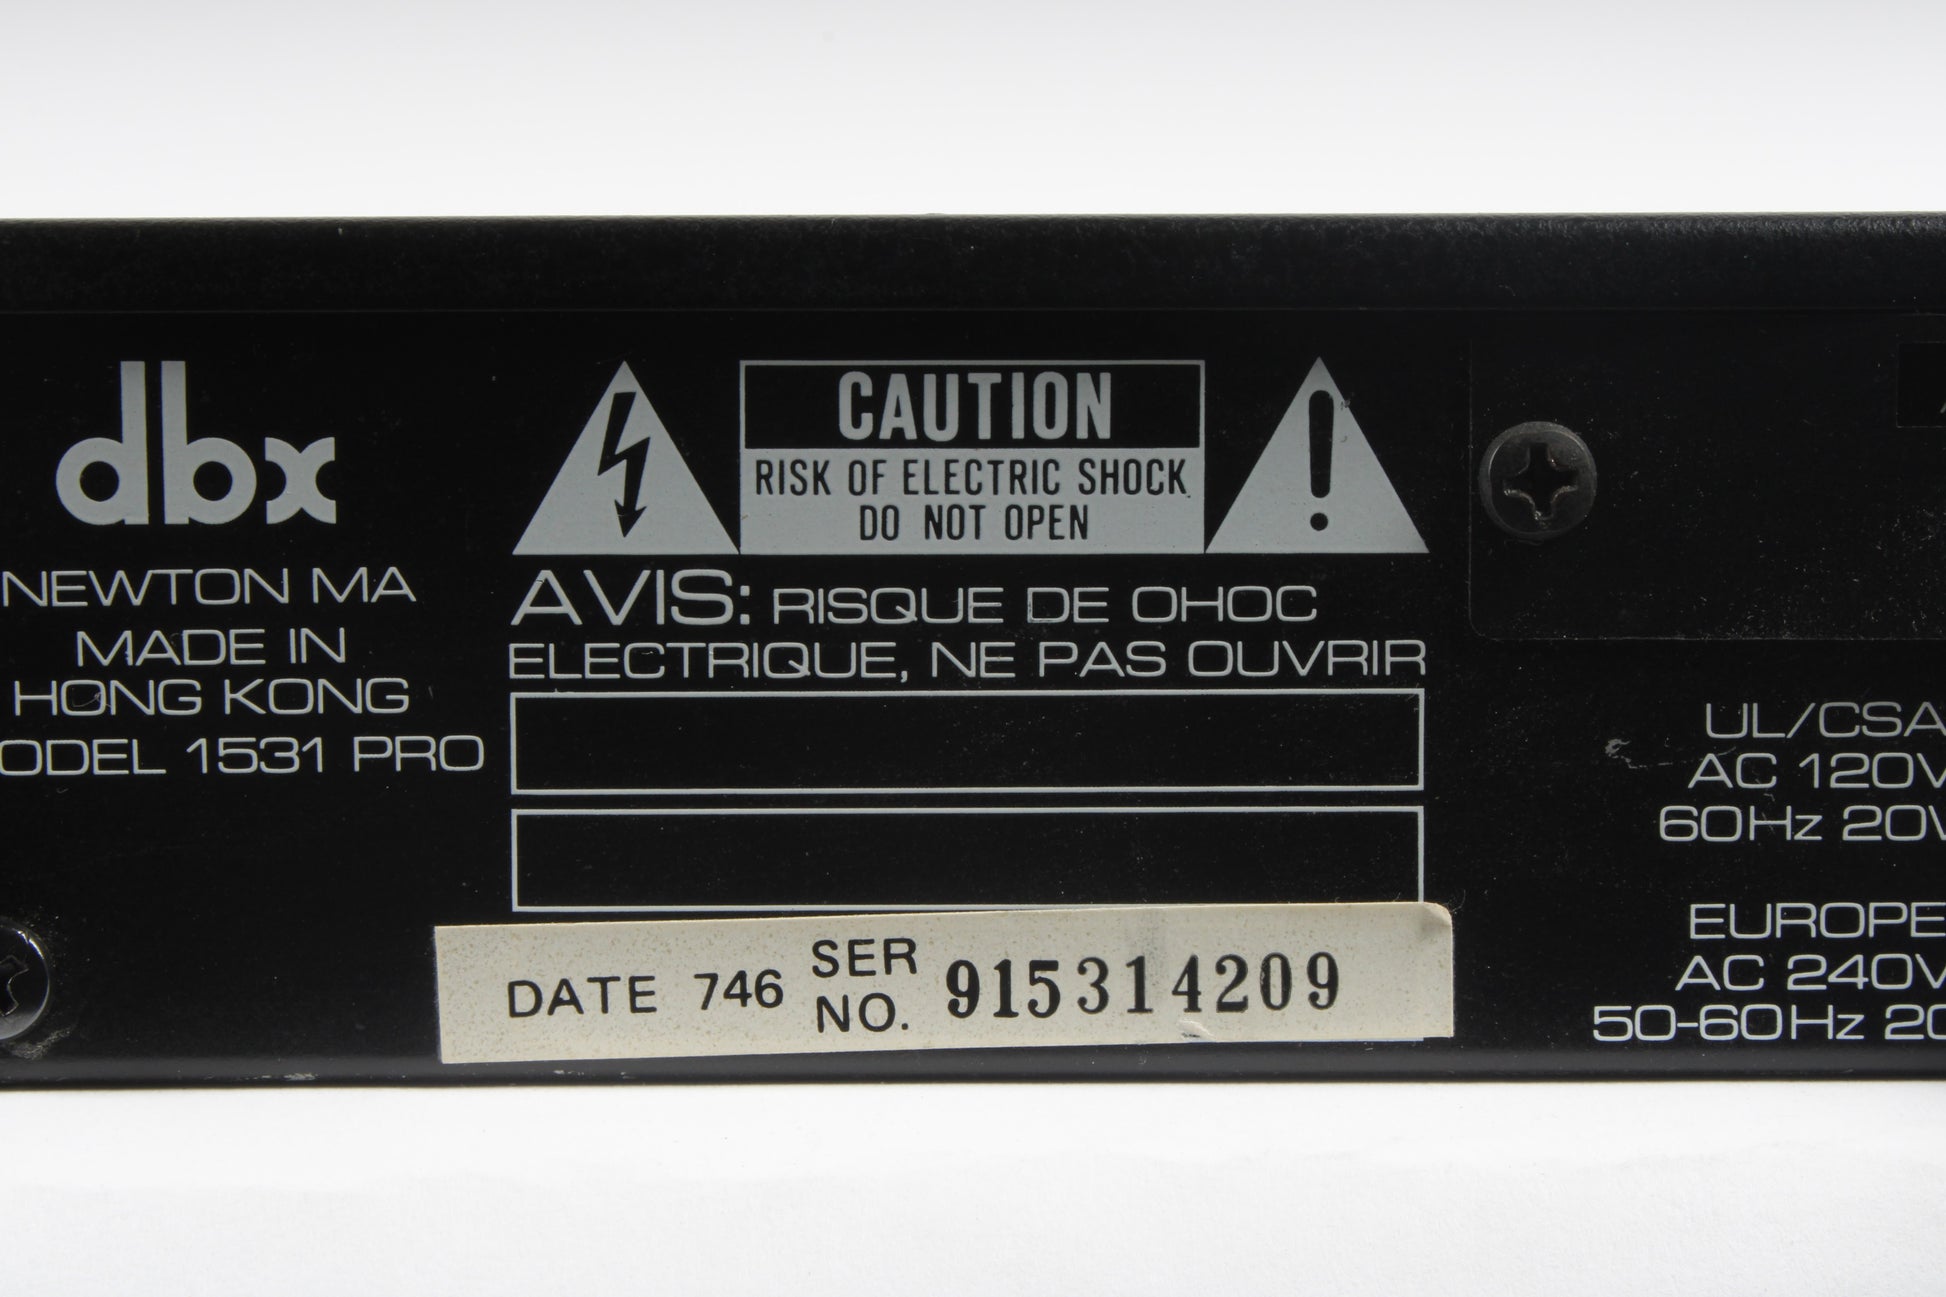 dbx
NEWTON MA
MADE IN
HONG KONG
ODEL 1531 PRO
CAUTION
RISK OF ELECTRIC SHOCK
DO NOT OPEN
AVIS: RISQUE DE OHOC
ELECTRIQUE, NE PAS OUVRIR
DATE 746 SER NO. 915314209
UL/CSA
AC 120V
60Hz 20W
EUROPE
AC 240V
50-60Hz 20